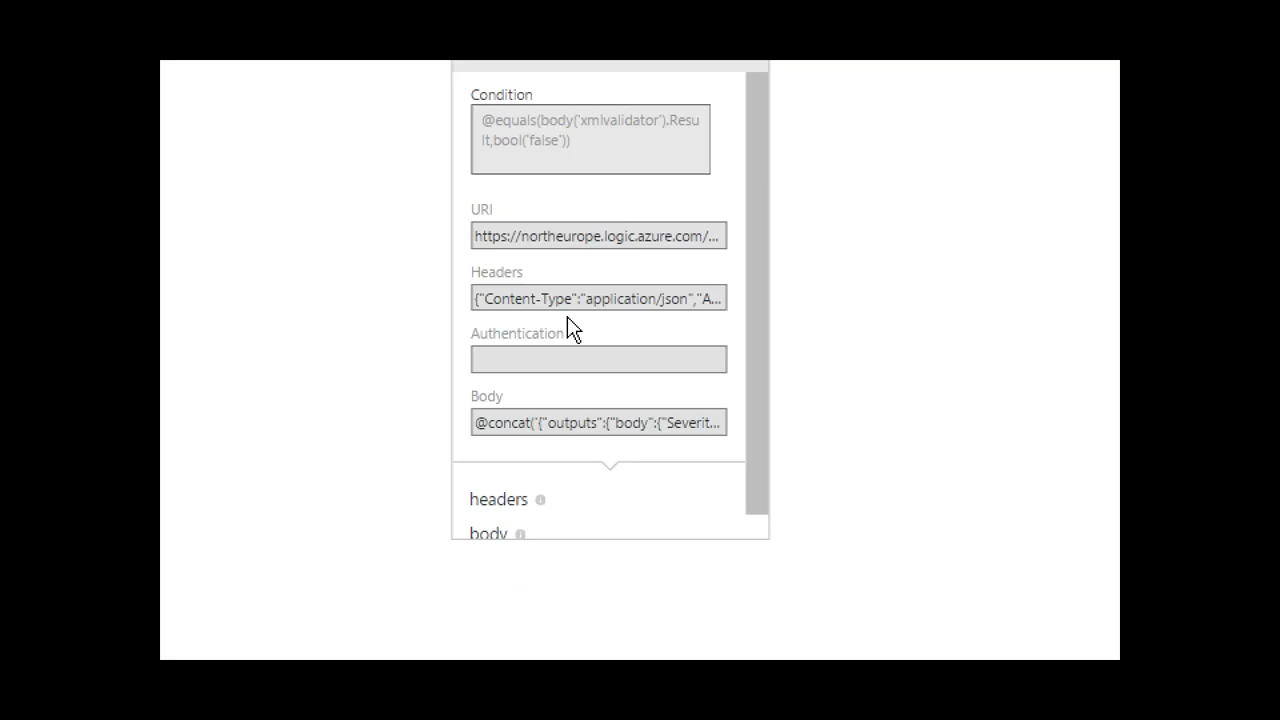 Condition
@equals(body('xmlvalidator').Resu
lt,bool('false'))
URI
https://northeurope.logic.azure.com/...
Headers
{"Content-Type":"application/json","A...
Authentication
Body
@concat('{"outputs":{"body":{"Severit...
headers
body